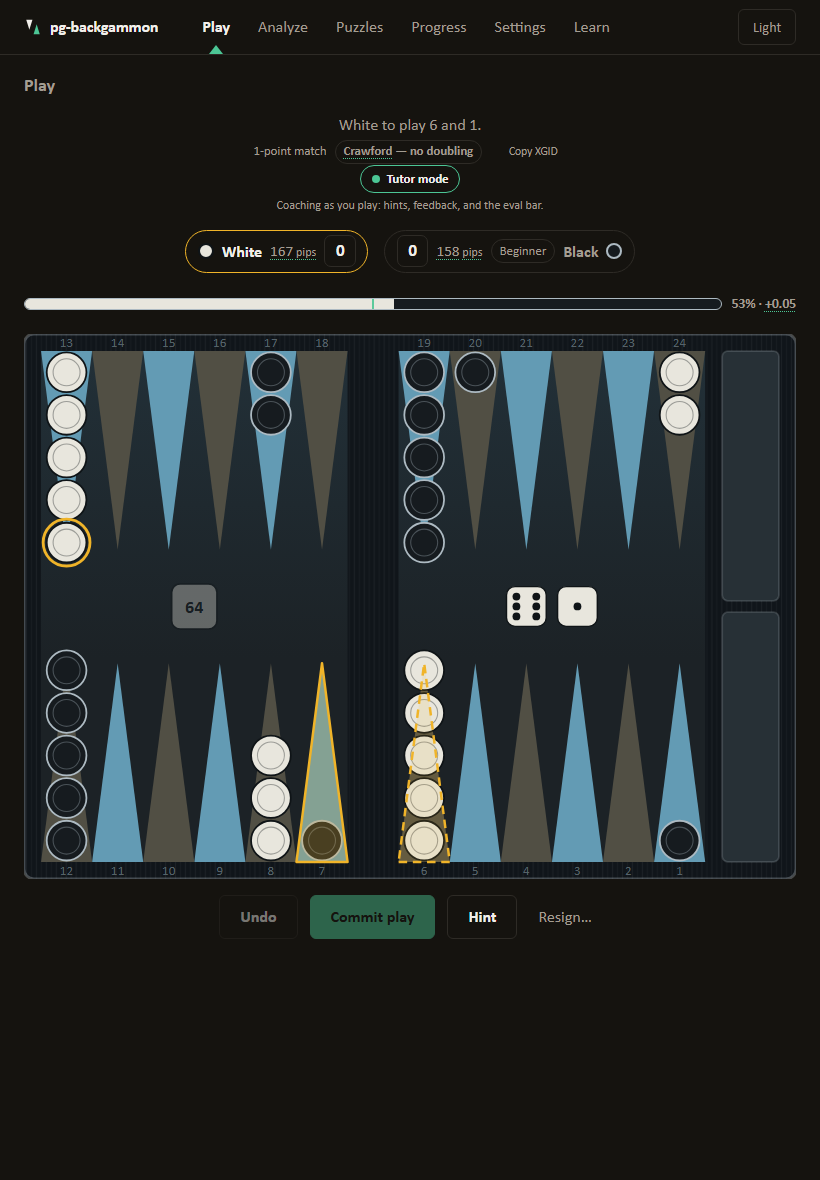 pg-backgammon Play Analyze Puzzles Progress Settings Learn Light
Play
White to play 6 and 1.
1-point match Crawford — no doubling Copy XGID
Tutor mode
Coaching as you play: hints, feedback, and the eval bar.
White 167 pips 0 0 158 pips Beginner Black
53% · +0.05
13 14 15 16 17 18 19 20 21 22 23 24
64
12 11 10 9 8 7 6 5 4 3 2 1
Undo Commit play Hint Resign...